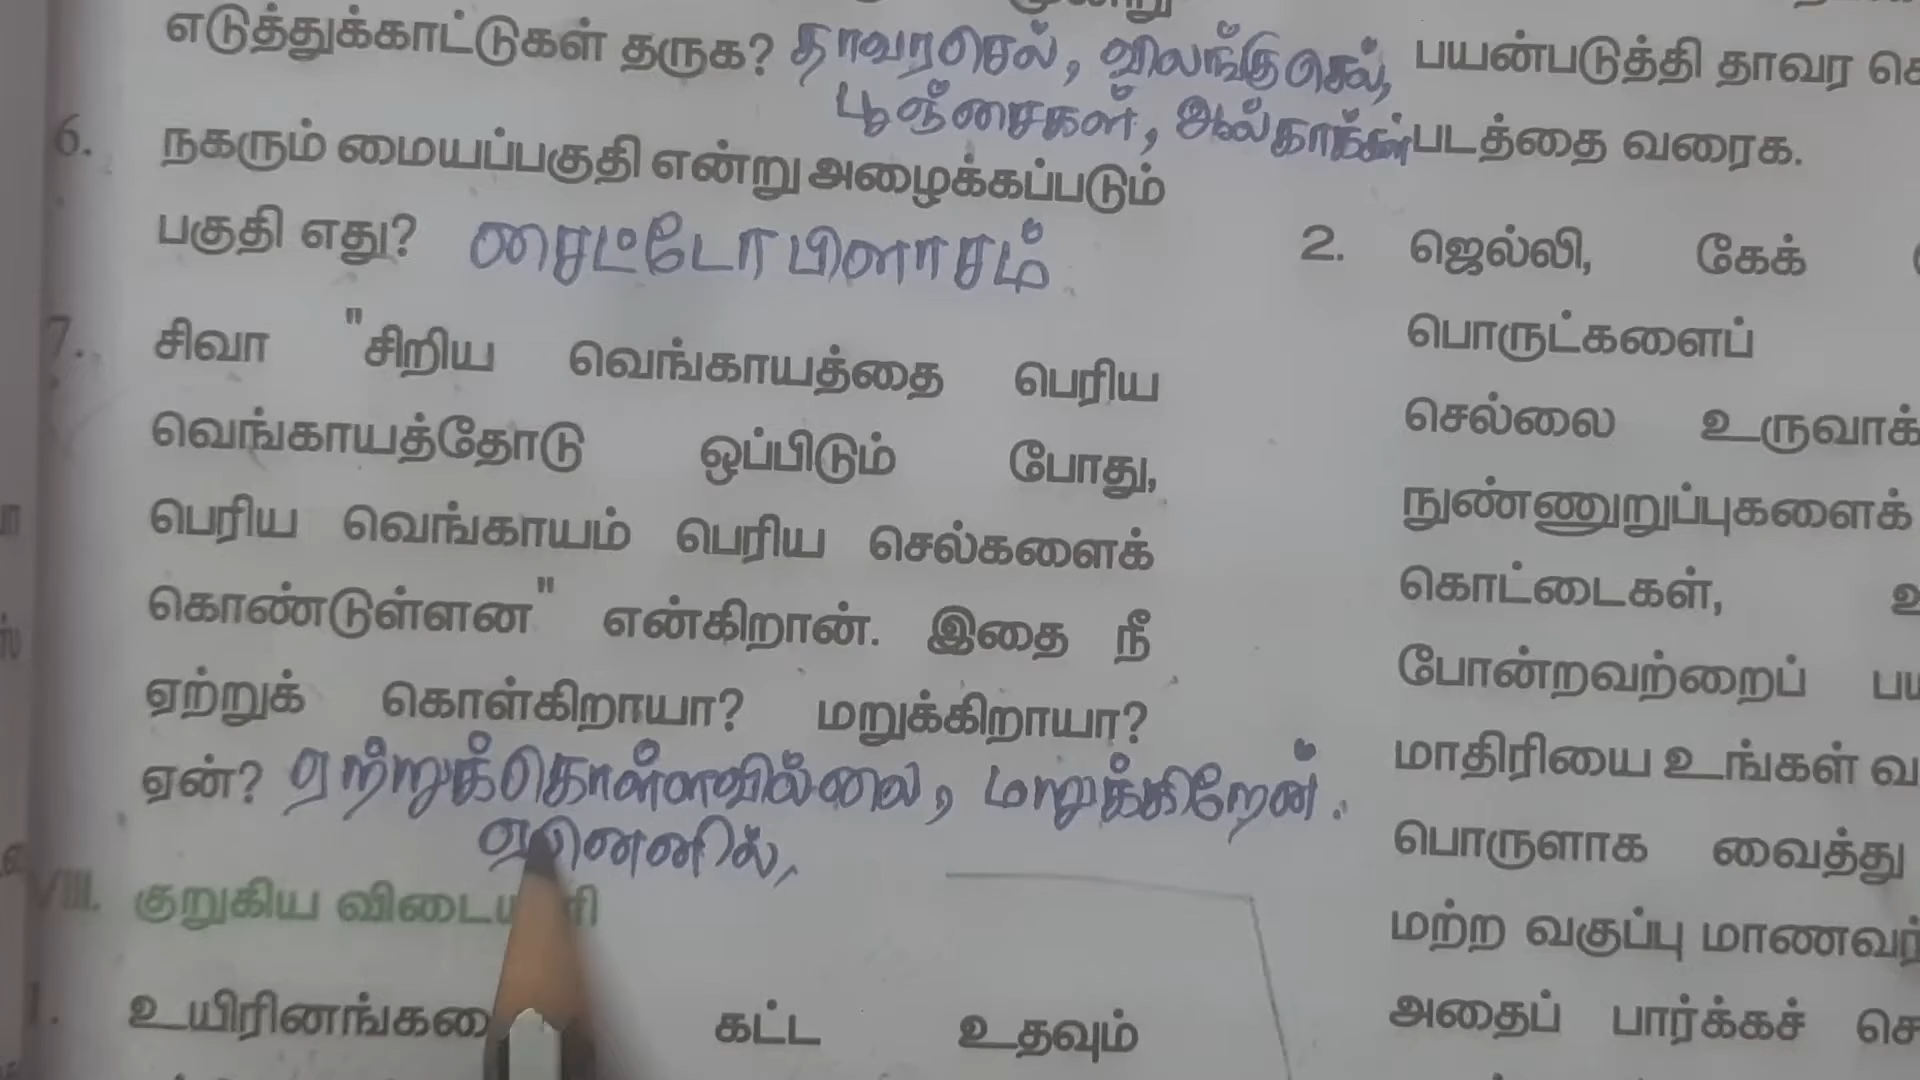 எடுத்துக்காட்டுகள் தருக? தாவரசெல், விலங்குசெல்,
பூஞ்சைகள், ஆல்காக்கள்
6. நகரும் மையப்பகுதி என்று அழைக்கப்படும்
பகுதி எது? சைட்டோபிளாசம்
7. சிவா "சிறிய வெங்காயத்தை பெரிய
வெங்காயத்தோடு ஒப்பிடும் போது,
பெரிய வெங்காயம் பெரிய செல்களைக்
கொண்டுள்ளன" என்கிறான். இதை நீ
ஏற்றுக் கொள்கிறாயா? மறுக்கிறாயா?
ஏன்? ஏற்றுக்கொள்ளவில்லை, மறுக்கிறேன்.
ஏனெனில்,
VIII. குறுகிய விடையளி
1. உயிரினங்களை கட்ட உதவும்
பயன்படுத்தி தாவர
படத்தை வரைக.
2. ஜெல்லி, கேக்
பொருட்களைப்
செல்லை உருவாக்
நுண்ணுறுப்புகளைக்
கொட்டைகள்,
போன்றவற்றைப்
மாதிரியை உங்கள்
பொருளாக வைத்து
மற்ற வகுப்பு மாணவர்
அதைப் பார்க்கச்